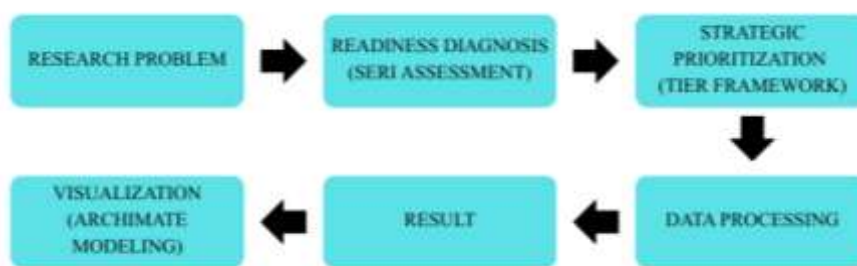 RESEARCH PROBLEM
READINESS DIAGNOSIS
(SERI ASSESSMENT)
STRATEGIC
PRIORITIZATION
(TIER FRAMEWORK)
DATA PROCESSING
RESULT
VISUALIZATION
(ARCHIMATE
MODELING)